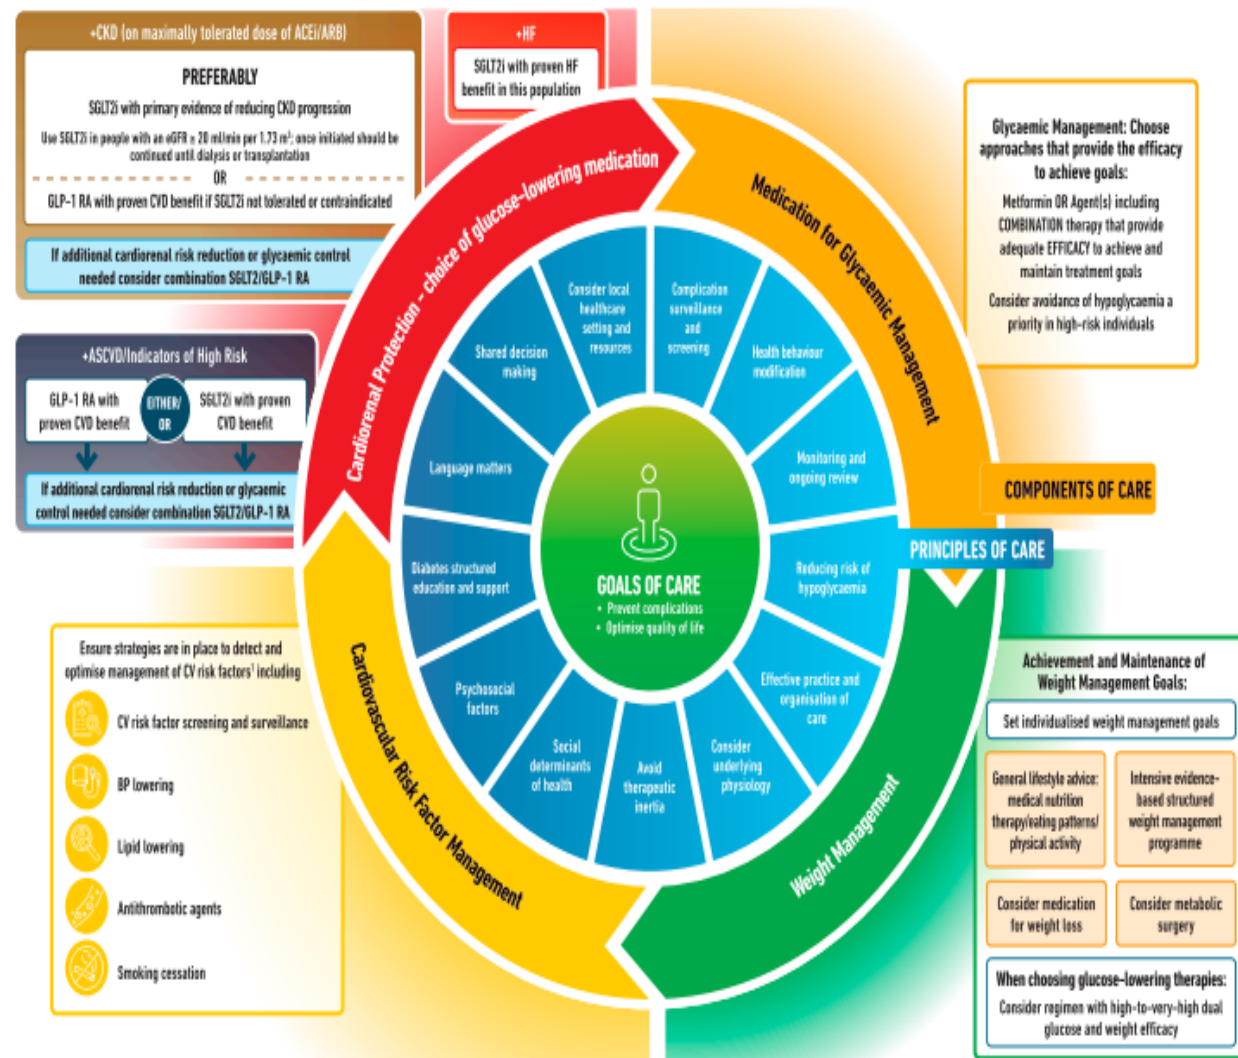 +CKD (on maximally tolerated dose of ACEi/ARB)
PREFERABLY
SGLT2i with primary evidence of reducing CKD progression
Use SGLT2i in people with an eGFR ≥ 20 ml/min per 1.73 m²; once initiated should be
continued until dialysis or transplantation
OR
GLP-1 RA with proven CVD benefit if SGLT2i not tolerated or contraindicated
If additional cardiorenal risk reduction or glycaemic control
needed consider combination SGLT2/GLP-1 RA
+HF
SGLT2i with proven HF
benefit in this population
+ASCVD/Indicators of High Risk
GLP-1 RA with
proven CVD benefit
EITHER/
OR
SGLT2i with proven
CVD benefit
If additional cardiorenal risk reduction or glycaemic
control needed consider combination SGLT2/GLP-1 RA
Ensure strategies are in place to detect and
optimise management of CV risk factors¹ including
CV risk factor screening and surveillance
BP lowering
Lipid lowering
Antithrombotic agents
Smoking cessation
Cardiorenal Protection - choice of glucose-lowering medication
Medication for Glycaemic Management
Weight Management
Cardiovascular Risk Factor Management
Consider local
healthcare
setting and
resources
Complication
surveillance
and
screening
Health behaviour
modification
Monitoring and
ongoing review
Reducing risk of
hypoglycaemia
Effective practice and
organisation of
care
Consider
underlying
physiology
Avoid
therapeutic
inertia
Social
determinants
of health
Psychosocial
factors
Diabetes structured
education and support
Language matters
Shared decision
making
GOALS OF CARE
• Prevent complications
• Optimise quality of life
Glycaemic Management: Choose
approaches that provide the efficacy
to achieve goals:
Metformin OR Agent(s) including
COMBINATION therapy that provide
adequate EFFICACY to achieve and
maintain treatment goals
Consider avoidance of hypoglycaemia a
priority in high-risk individuals
COMPONENTS OF CARE
PRINCIPLES OF CARE
Achievement and Maintenance of
Weight Management Goals:
Set individualised weight management goals
General lifestyle advice:
medical nutrition
therapy/eating patterns/
physical activity
Intensive evidence-
based structured
weight management
programme
Consider medication
for weight loss
Consider metabolic
surgery
When choosing glucose-lowering therapies:
Consider regimen with high-to-very-high dual
glucose and weight efficacy